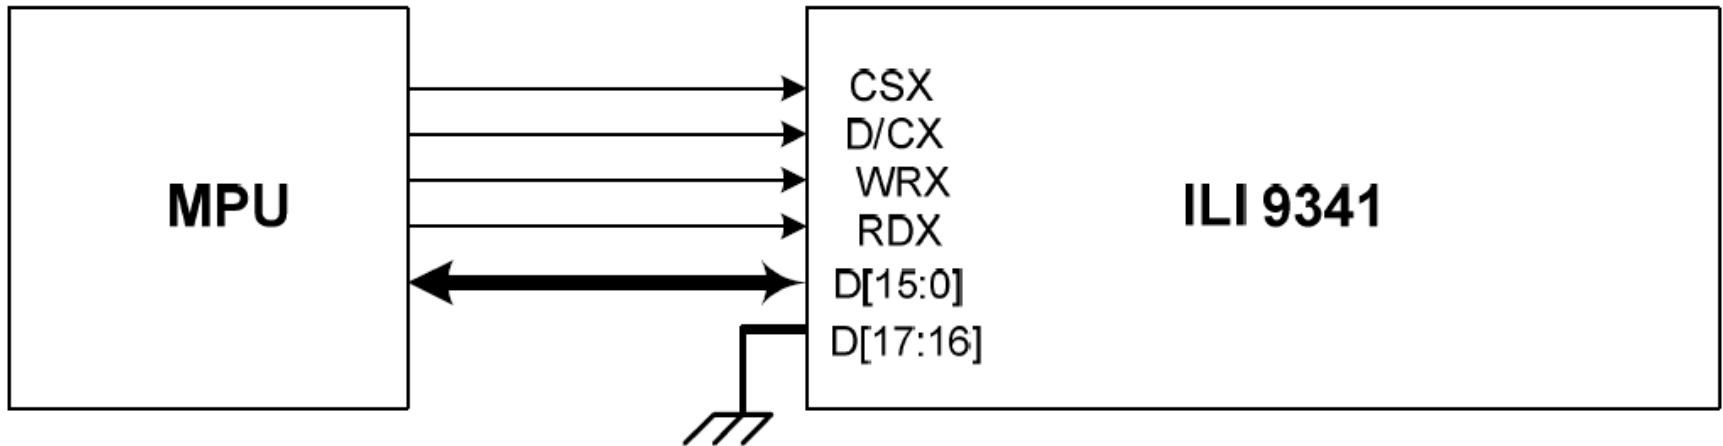 MPU
CSX
D/CX
WRX
RDX
D[15:0]
D[17:16]
ILI 9341